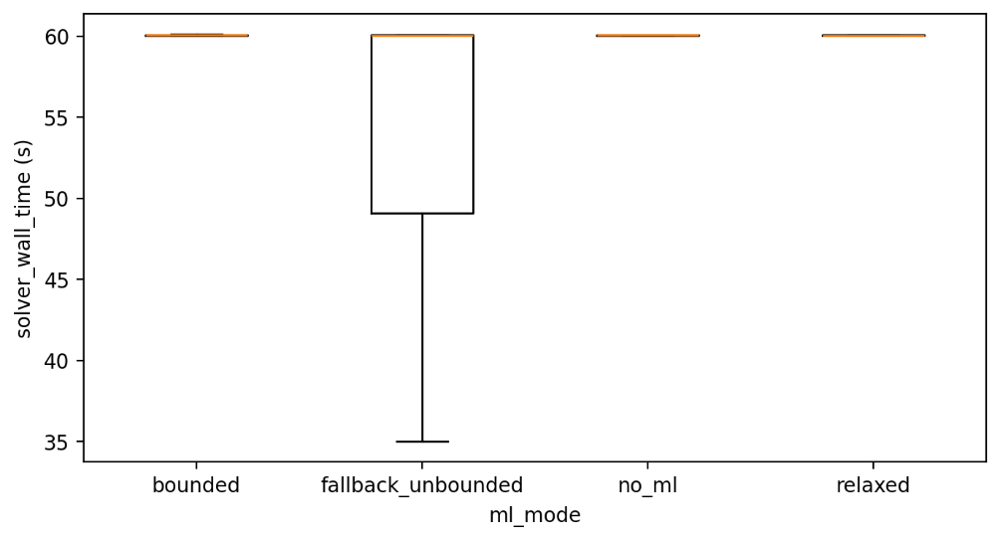 solver_wall_time (s)
60
55
50
45
40
35
bounded
fallback_unbounded
no_ml
relaxed
ml_mode